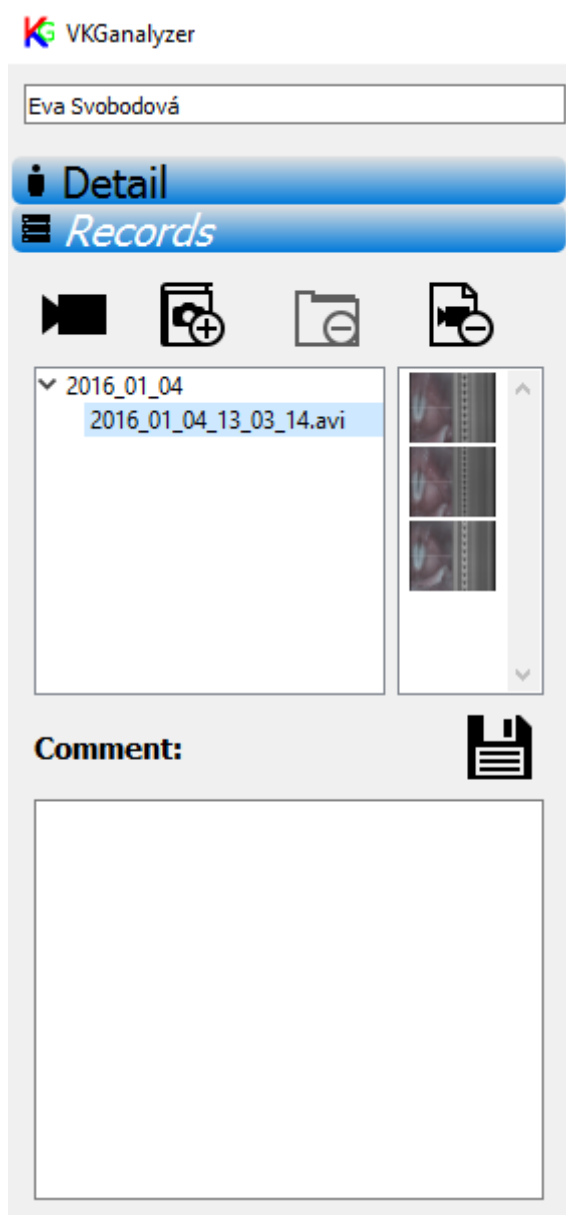 VKGanalyzer
Eva Svobodová
Detail
Records
2016_01_04
2016_01_04_13_03_14.avi
Comment: